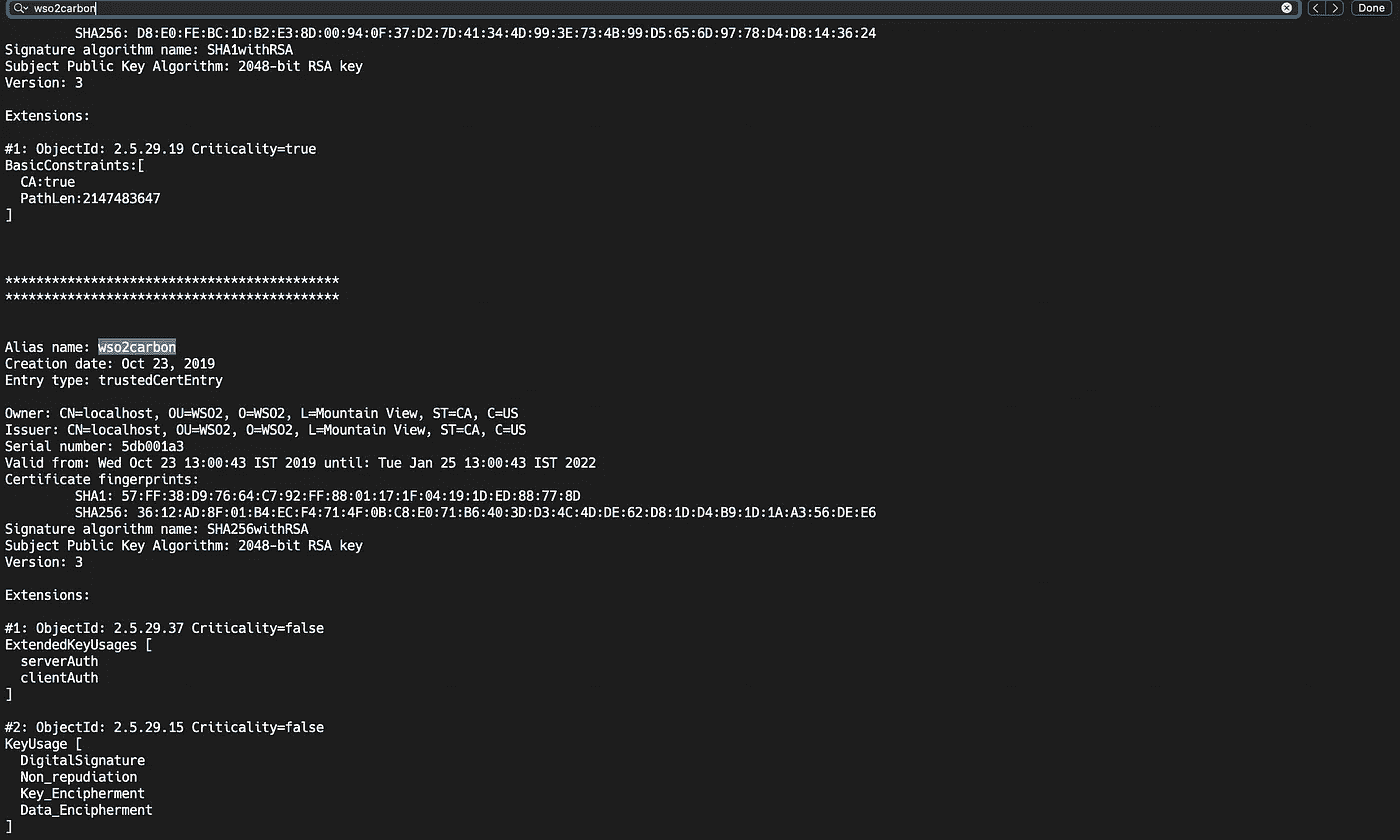 wso2carbon
Done
SHA256: D8:E0:FE:BC:1D:B2:E3:8D:00:94:0F:37:D2:7D:41:34:4D:99:3E:73:4B:99:D5:65:6D:97:78:D4:D8:14:36:24
Signature algorithm name: SHA1withRSA
Subject Public Key Algorithm: 2048-bit RSA key
Version: 3
Extensions:
#1: ObjectId: 2.5.29.19 Criticality=true
BasicConstraints:[
CA:true
PathLen:2147483647
]
*******************************************
*******************************************
Alias name: wso2carbon
Creation date: Oct 23, 2019
Entry type: trustedCertEntry
Owner: CN=localhost, OU=WSO2, O=WSO2, L=Mountain View, ST=CA, C=US
Issuer: CN=localhost, OU=WSO2, O=WSO2, L=Mountain View, ST=CA, C=US
Serial number: 5db001a3
Valid from: Wed Oct 23 13:00:43 IST 2019 until: Tue Jan 25 13:00:43 IST 2022
Certificate fingerprints:
SHA1: 57:FF:38:D9:76:64:C7:92:FF:88:01:17:1F:04:19:1D:ED:88:77:8D
SHA256: 36:12:AD:8F:01:B4:EC:F4:71:4F:0B:C8:E0:71:B6:40:3D:D3:4C:4D:DE:62:D8:1D:D4:B9:1D:1A:A3:56:DE:E6
Signature algorithm name: SHA256withRSA
Subject Public Key Algorithm: 2048-bit RSA key
Version: 3
Extensions:
#1: ObjectId: 2.5.29.37 Criticality=false
ExtendedKeyUsages [
serverAuth
clientAuth
]
#2: ObjectId: 2.5.29.15 Criticality=false
KeyUsage [
DigitalSignature
Non_repudiation
Key_Encipherment
Data_Encipherment
]